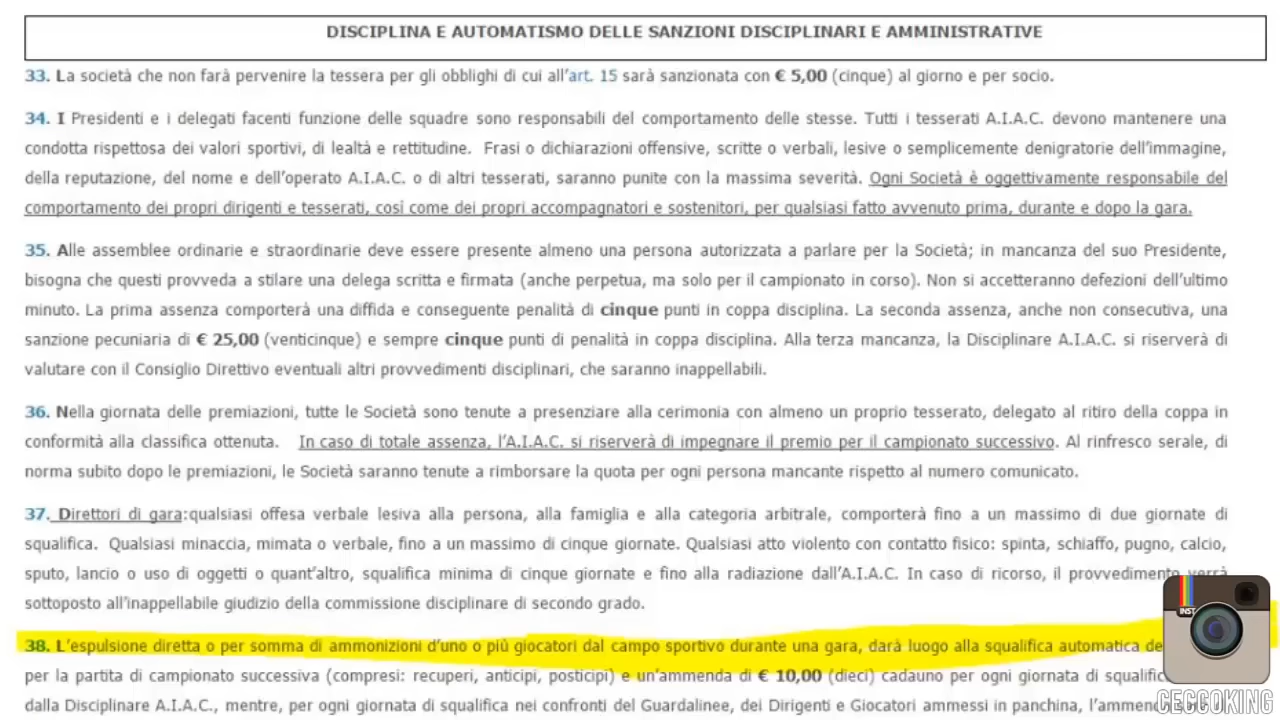 DISCIPLINA E AUTOMATISMO DELLE SANZIONI DISCIPLINARI E AMMINISTRATIVE
33. La società che non farà pervenire la tessera per gli obblighi di cui all'art. 15 sarà sanzionata con € 5,00 (cinque) al giorno e per socio.
34. I Presidenti e i delegati facenti funzione delle squadre sono responsabili del comportamento delle stesse. Tutti i tesserati A.I.A.C. devono mantenere una
condotta rispettosa dei valori sportivi, di lealtà e rettitudine. Frasi o dichiarazioni offensive, scritte o verbali, lesive o semplicemente denigratorie dell'immagine,
della reputazione, del nome e dell'operato A.I.A.C. o di altri tesserati, saranno punite con la massima severità. Ogni Società è oggettivamente responsabile del
comportamento dei propri dirigenti e tesserati, così come dei propri accompagnatori e sostenitori, per qualsiasi fatto avvenuto prima, durante e dopo la gara.
35. Alle assemblee ordinarie e straordinarie deve essere presente almeno una persona autorizzata a parlare per la Società; in mancanza del suo Presidente,
bisogna che questi provveda a stilare una delega scritta e firmata (anche perpetua, ma solo per il campionato in corso). Non si accetteranno defezioni dell'ultimo
minuto. La prima assenza comporterà una diffida e conseguente penalità di cinque punti in coppa disciplina. La seconda assenza, anche non consecutiva, una
sanzione pecuniaria di € 25,00 (venticinque) e sempre cinque punti di penalità in coppa disciplina. Alla terza mancanza, la Disciplinare A.I.A.C. si riserverà di
valutare con il Consiglio Direttivo eventuali altri provvedimenti disciplinari, che saranno inappellabili.
36. Nella giornata delle premiazioni, tutte le Società sono tenute a presenziare alla cerimonia con almeno un proprio tesserato, delegato al ritiro della coppa in
conformità alla classifica ottenuta. In caso di totale assenza, l'A.I.A.C. si riserverà di impegnare il premio per il campionato successivo. Al rinfresco serale, di
norma subito dopo le premiazioni, le Società saranno tenute a rimborsare la quota per ogni persona mancante rispetto al numero comunicato.
37. Direttori di gara:qualsiasi offesa verbale lesiva alla persona, alla famiglia e alla categoria arbitrale, comporterà fino a un massimo di due giornate di
squalifica. Qualsiasi minaccia, mimata o verbale, fino a un massimo di cinque giornate. Qualsiasi atto violento con contatto fisico: spinta, schiaffo, pugno, calcio,
sputo, lancio o uso di oggetti o quant'altro, squalifica minima di cinque giornate e fino alla radiazione dall'A.I.A.C. In caso di ricorso, il provvedimento verrà
sottoposto all'inappellabile giudizio della commissione disciplinare di secondo grado.
38. L'espulsione diretta o per somma di ammonizioni d'uno o più giocatori dal campo sportivo durante una gara, darà luogo alla squalifica automatica
per la partita di campionato successiva (compresi: recuperi, anticipi, posticipi) e un'ammenda di € 10,00 (dieci) cadauno per ogni giornata di
dalla Disciplinare A.I.A.C., mentre, per ogni giornata di squalifica nei confronti del Guardalinee, dei Dirigenti e Giocatori ammessi in panchina,
INST
CECCOKING